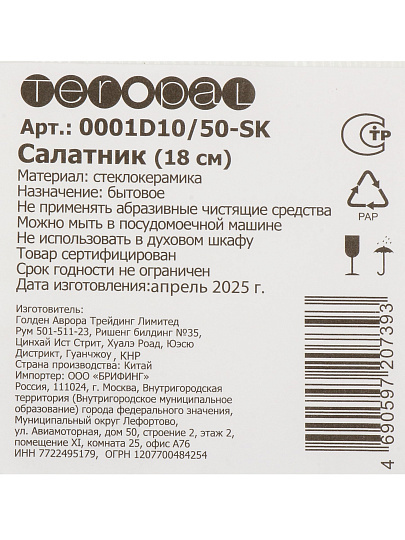 teropal
Арт.: 0001D10/50-SK
Салатник (18 см)
Материал: стеклокерамика
Назначение: бытовое
Не применять абразивные чистящие средства
Можно мыть в посудомоечной машине
Не использовать в духовом шкафу
Товар сертифицирован
Срок годности не ограничен
Дата изготовления:апрель 2025 г.
Изготовитель:
Голден Аврора Трейдинг Лимитед
Рум 501-511-23, Ришенг билдинг №35,
Цинхай Ист Стрит, Хуалэ Роад, Юэсю
Дистрикт, Гуанчжоу, КНР
Страна производства: Китай
Импортер: ООО «БРИФИНГ»
Россия, 111024, г. Москва, Внутригородская
территория (Внутригородское муниципальное
образование) города федерального значения,
Муниципальный округ Лефортово,
ул. Авиамоторная, дом 50, строение 2, этаж 2,
помещение XI, комната 25, офис А76
ИНН 7722495179, ОГРН 1207700484254
СТР
PAP
4690597207393